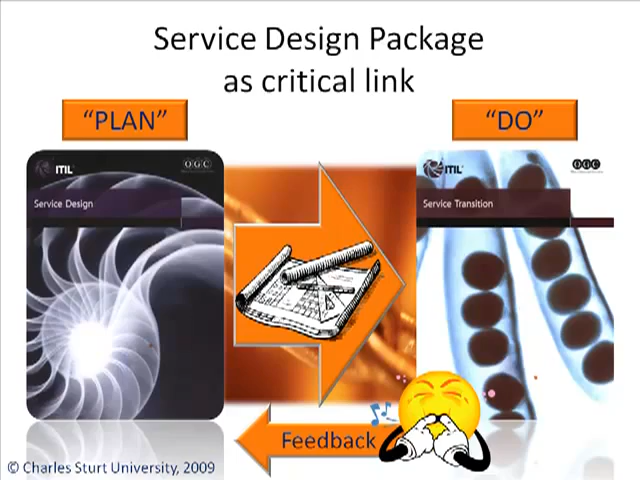 Service Design Package
as critical link
“PLAN”
“DO”
ITIL
OGC
Service Design
ITIL
OGC
Service Transition
Feedback
© Charles Sturt University, 2009